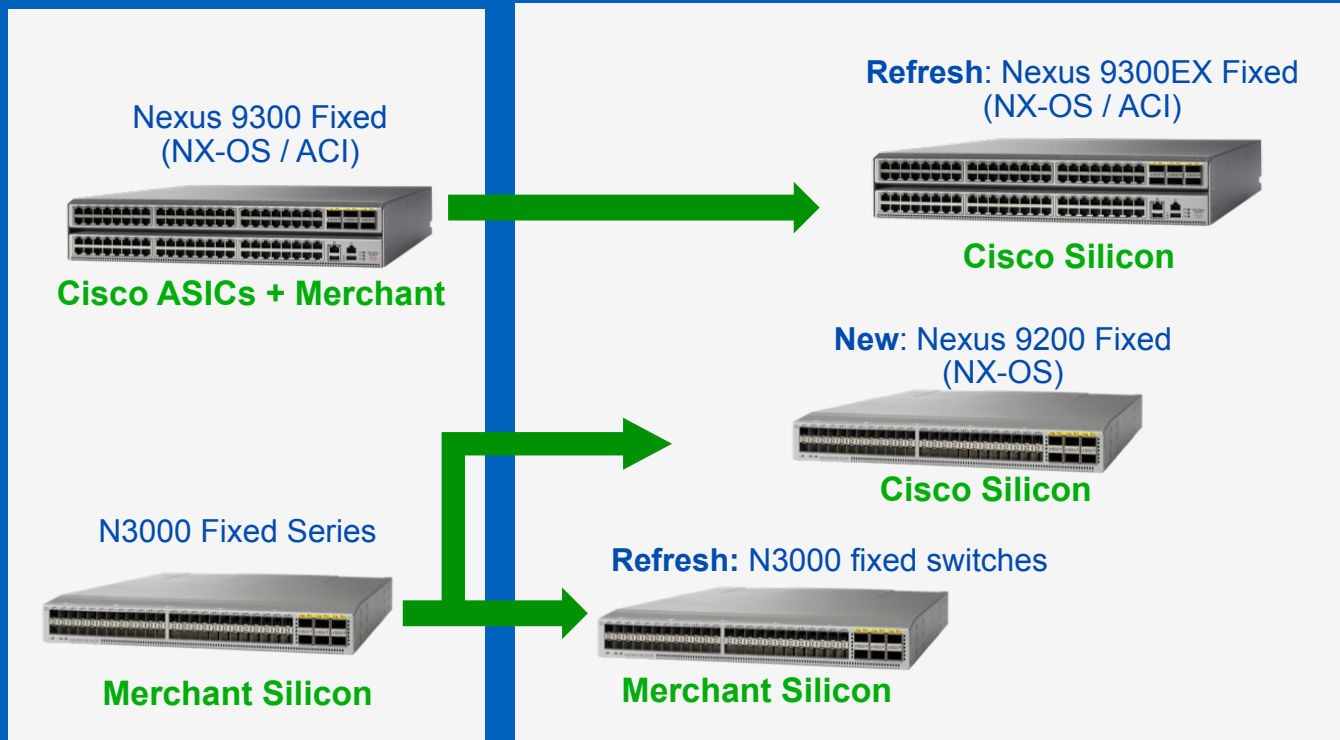 Nexus 9300 Fixed
(NX-OS / ACI)
Cisco ASICs + Merchant
N3000 Fixed Series
Merchant Silicon
Refresh: Nexus 9300EX Fixed
(NX-OS / ACI)
Cisco Silicon
New: Nexus 9200 Fixed
(NX-OS)
Cisco Silicon
Refresh: N3000 fixed switches
Merchant Silicon